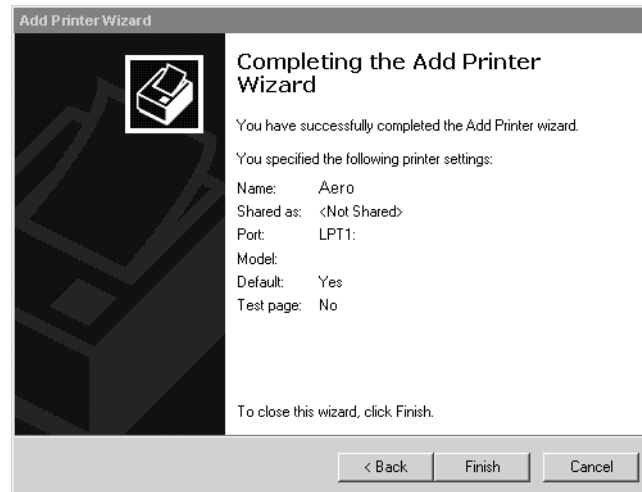 Add Printer Wizard
Completing the Add Printer
Wizard
You have successfully completed the Add Printer wizard.
You specified the following printer settings:
Name: Aero
Shared as: <Not Shared>
Port: LPT1:
Model:
Default: Yes
Test page: No
To close this wizard, click Finish.
< Back Finish Cancel